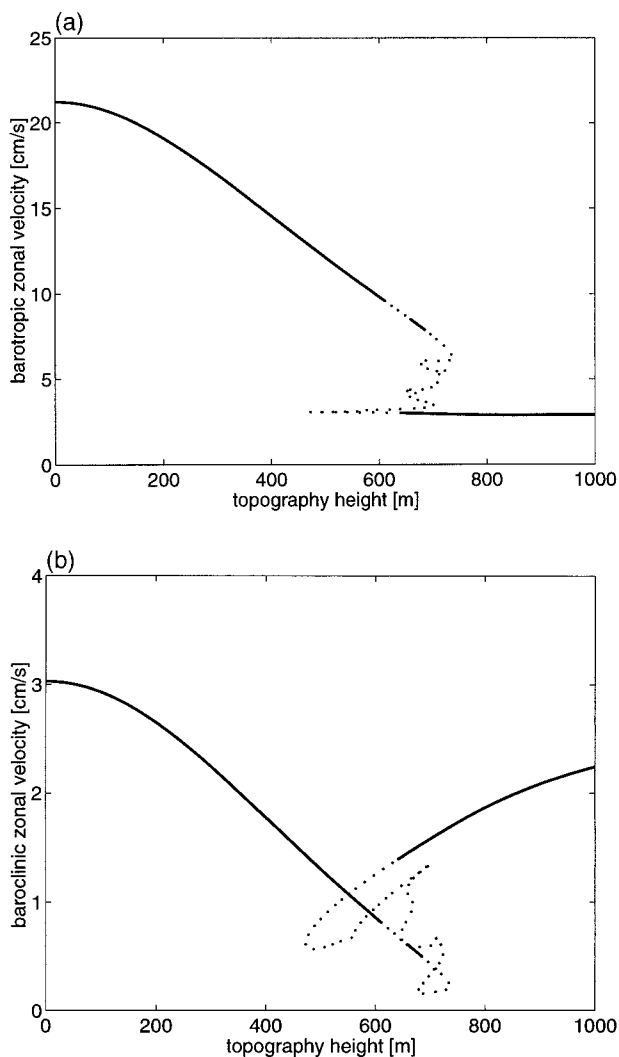 (a)
25
20
15
10
5
0
barotropic zonal velocity [cm/s]
0 200 400 600 800 1000
topography height [m]
(b)
4
3
2
1
0
baroclinic zonal velocity [cm/s]
0 200 400 600 800 1000
topography height [m]